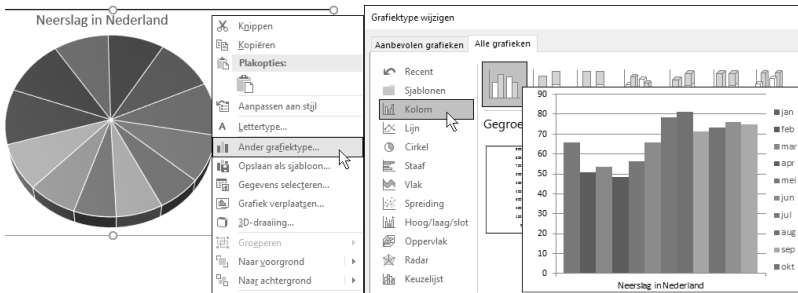 Neerslag in Nederland
Knippen
Kopiëren
Plakopties:
Aanpassen aan stijl
A Lettertype...
Ander grafiektype...
Opslaan als sjabloon...
Gegevens selecteren...
Grafiek verplaatsen...
3D-draaiing...
Groeperen
Naar voorgrond
Naar achtergrond
Grafiektype wijzigen
Aanbevolen grafieken
Alle grafieken
Recent
Sjablonen
Kolom
Lijn
Cirkel
Staaf
Vlak
Spreiding
Hoog/laag/slot
Oppervlak
Radar
Keuzelijst
Gegroe
90
80
70
60
50
40
30
20
10
0
Neerslag in Nederland
jan
feb
mar
apr
mei
jun
jul
aug
sep
okt